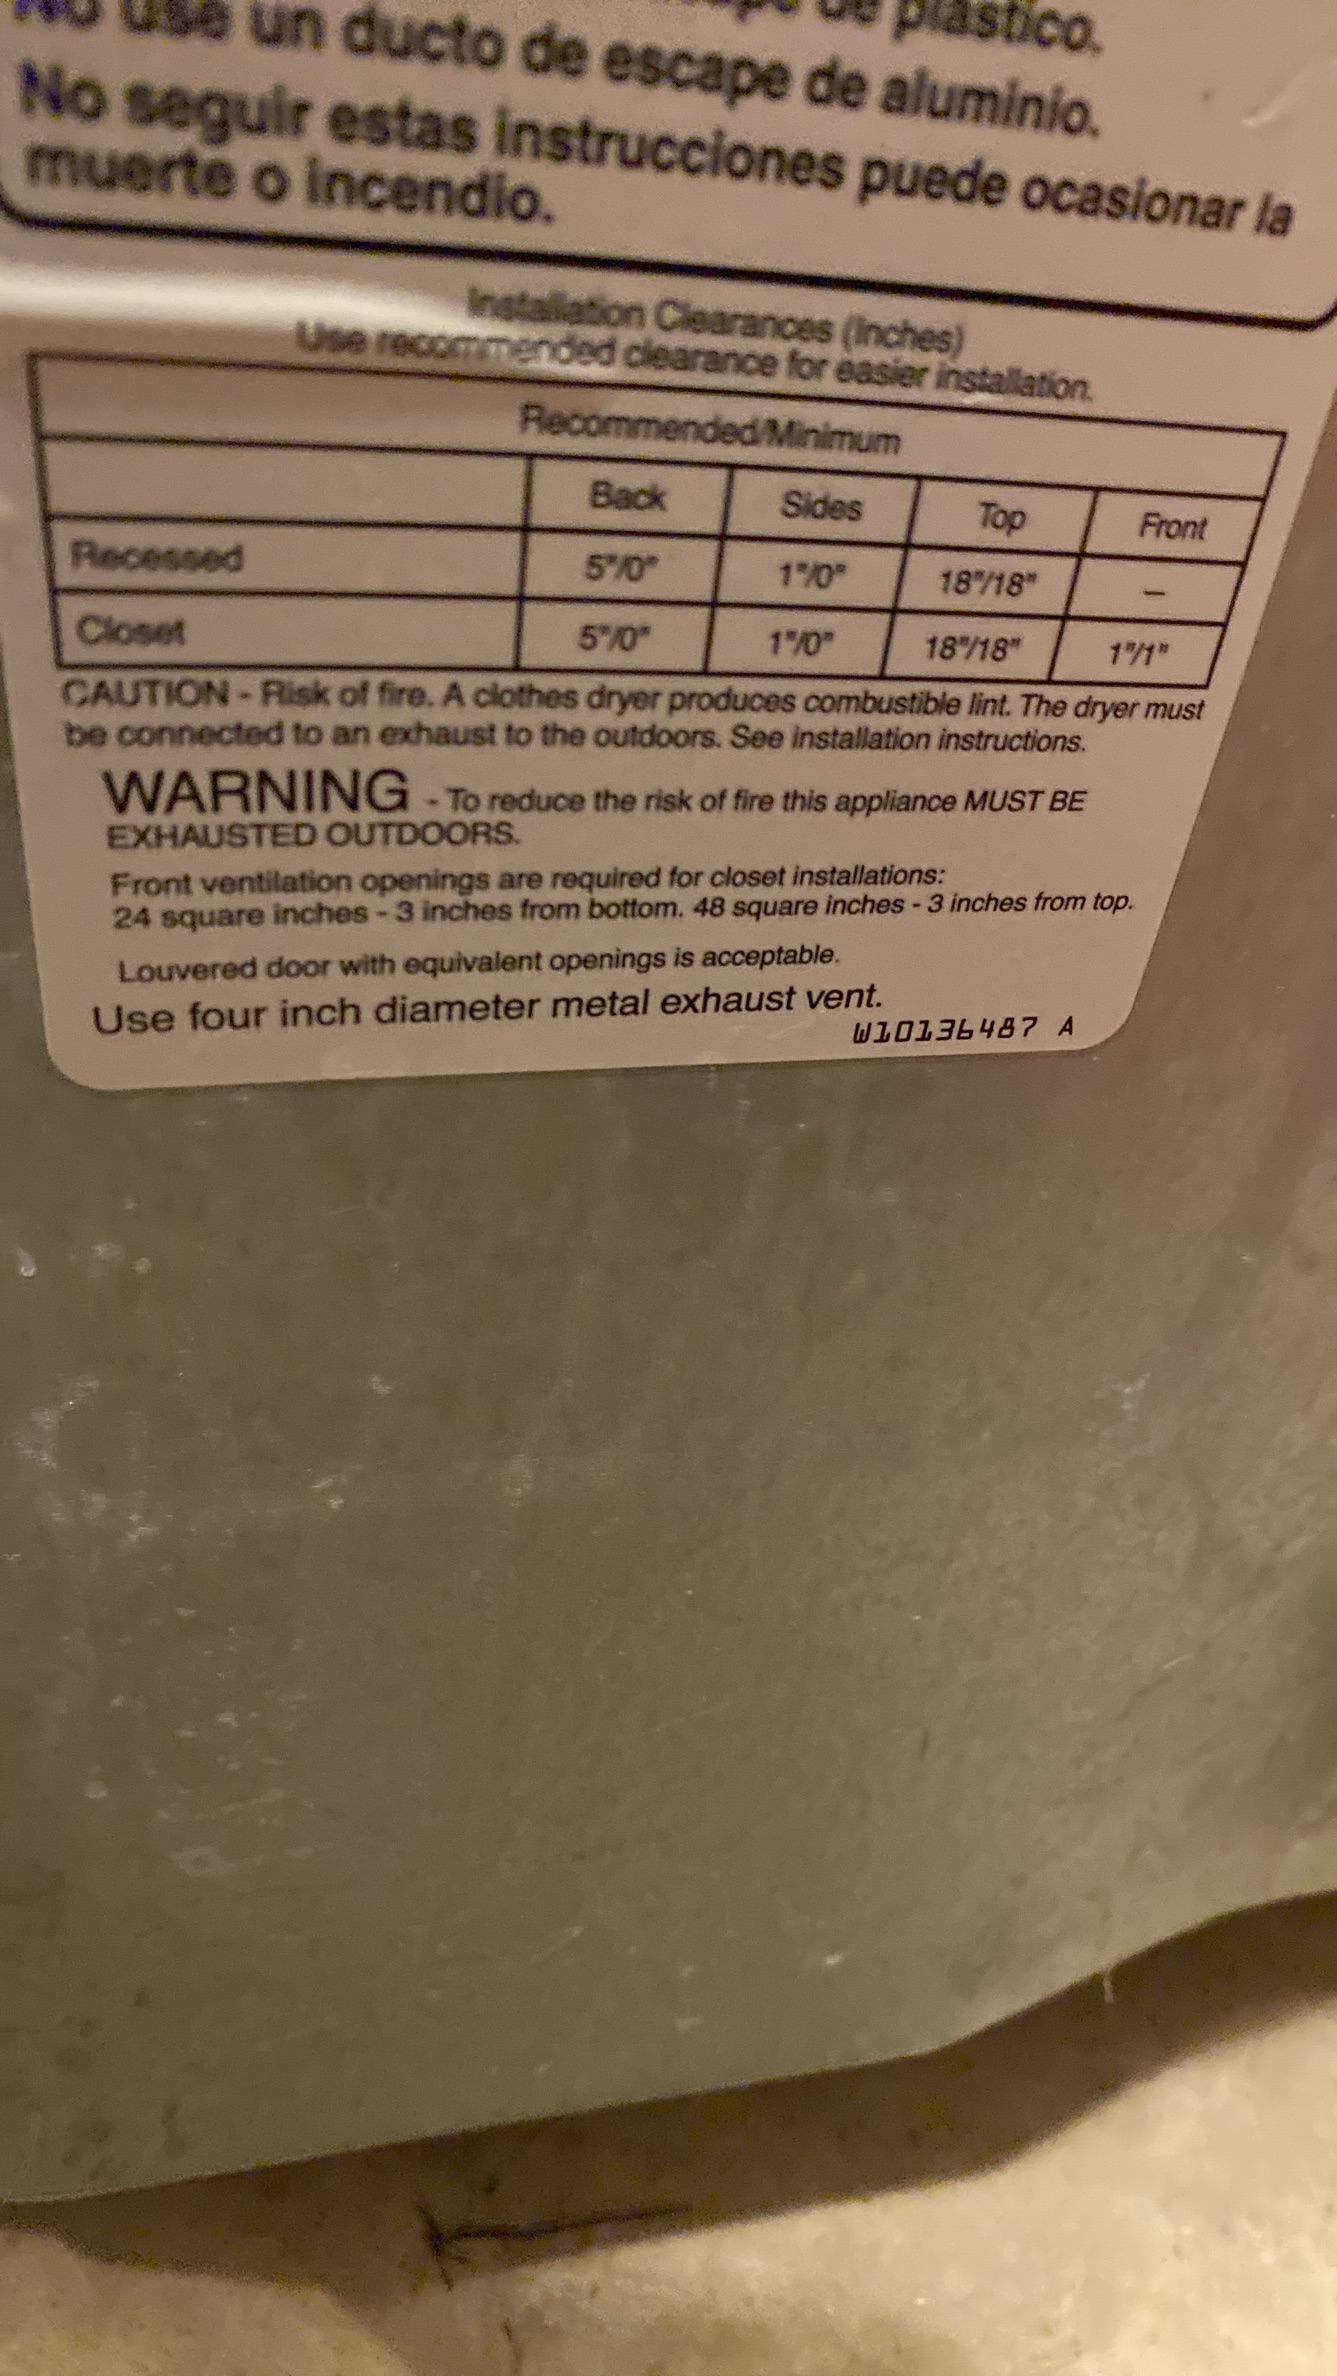 de plástico.
No use un ducto de escape de aluminio.
No seguir estas instrucciones puede ocasionar la
muerte o incendio.
Installation Clearances (Inches)
Use recommended clearance for easier installation.
Recommended/Minimum
Back Sides Top Front
Recessed 5"/0" 1"/0" 18"/18" –
Closet 5"/0" 1"/0" 18"/18" 1"/1"
CAUTION - Risk of fire. A clothes dryer produces combustible lint. The dryer must
be connected to an exhaust to the outdoors. See installation instructions.
WARNING - To reduce the risk of fire this appliance MUST BE
EXHAUSTED OUTDOORS.
Front ventilation openings are required for closet installations:
24 square inches - 3 inches from bottom. 48 square inches - 3 inches from top.
Louvered door with equivalent openings is acceptable.
Use four inch diameter metal exhaust vent.
W10136487 A